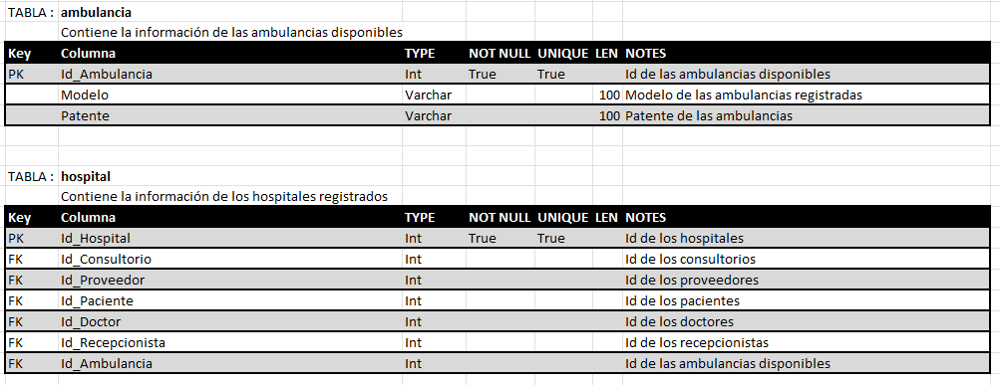 TABLA : ambulancia
Contiene la información de las ambulancias disponibles
Key Columna TYPE NOT NULL UNIQUE LEN NOTES
PK Id_Ambulancia Int True True Id de las ambulancias disponibles
Modelo Varchar 100 Modelo de las ambulancias registradas
Patente Varchar 100 Patente de las ambulancias
TABLA : hospital
Contiene la información de los hospitales registrados
Key Columna TYPE NOT NULL UNIQUE LEN NOTES
PK Id_Hospital Int True True Id de los hospitales
FK Id_Consultorio Int Id de los consultorios
FK Id_Proveedor Int Id de los proveedores
FK Id_Paciente Int Id de los pacientes
FK Id_Doctor Int Id de los doctores
FK Id_Recepcionista Int Id de los recepcionistas
FK Id_Ambulancia Int Id de las ambulancias disponibles